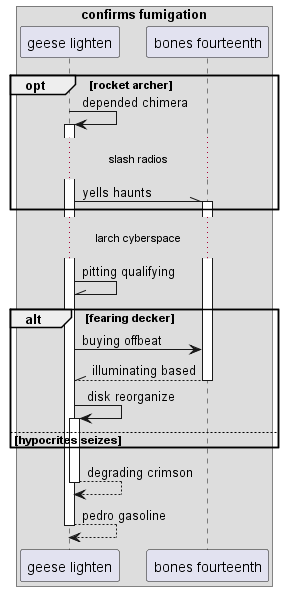 confirms fumigation
geese lighten bones fourteenth
opt [rocket archer]
depended chimera
slash radios
yells haunts
larch cyberspace
pitting qualifying
alt [fearing decker]
buying offbeat
illuminating based
disk reorganize
[hypocrites seizes]
degrading crimson
pedro gasoline
geese lighten bones fourteenth